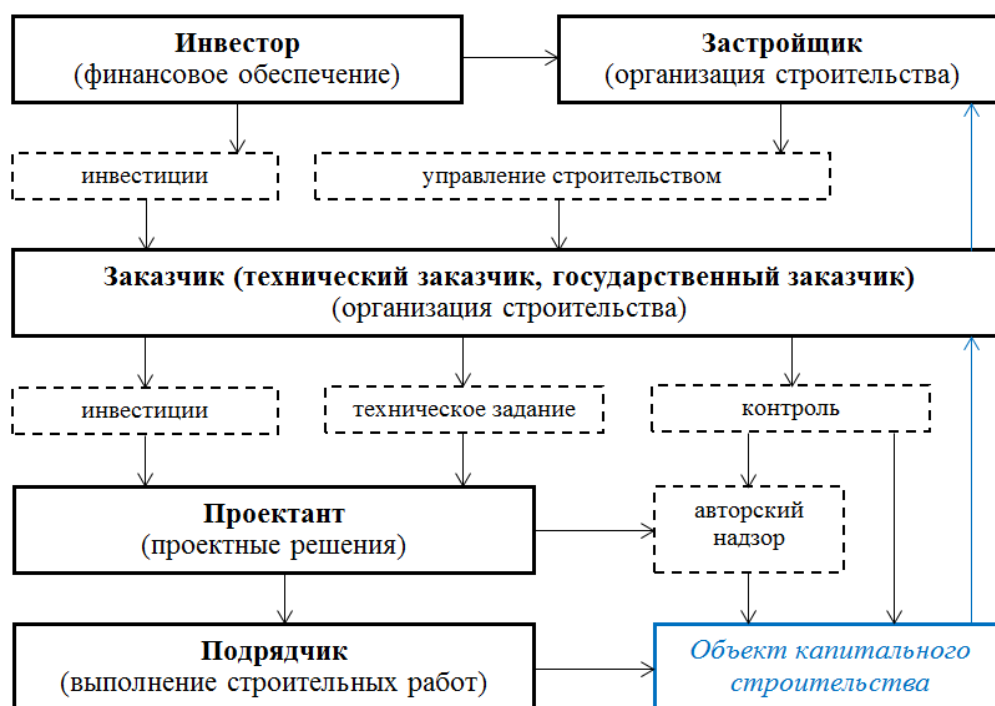 Инвестор
(финансовое обеспечение)
Застройщик
(организация строительства)
инвестиции
управление строительством
Заказчик (технический заказчик, государственный заказчик)
(организация строительства)
инвестиции
техническое задание
контроль
Проектант
(проектные решения)
авторский
надзор
Подрядчик
(выполнение строительных работ)
Объект капитального
строительства